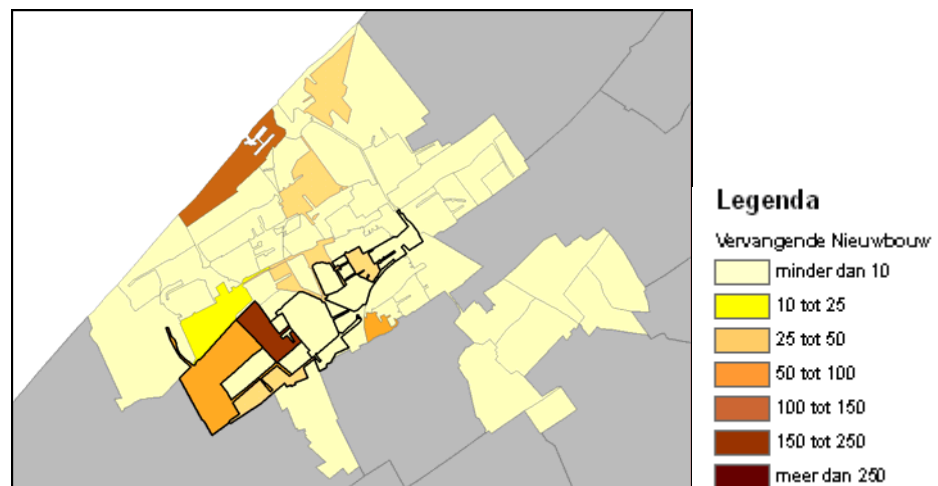 Legenda
Vervangende Nieuwbouw
minder dan 10
10 tot 25
25 tot 50
50 tot 100
100 tot 150
150 tot 250
meer dan 250